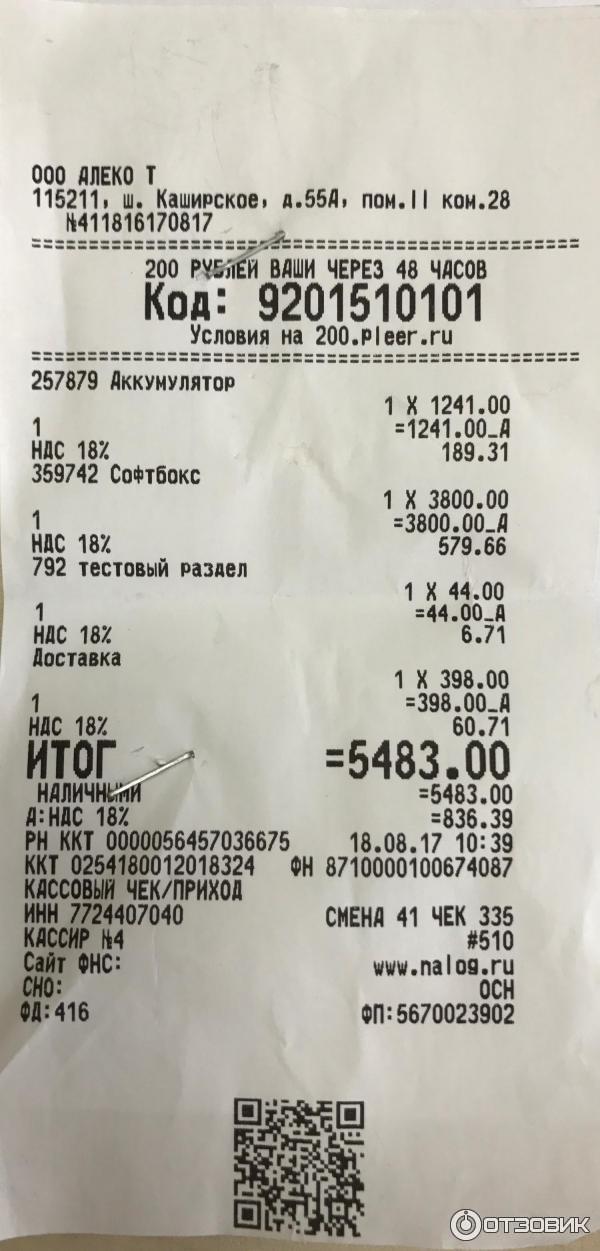 ООО АЛЕКО Т
115211, ш. Каширское, д.55А, пом.II ком.28
№411816170817
200 РУБЛЕЙ ВАШИ ЧЕРЕЗ 48 ЧАСОВ
Код: 9201510101
Условия на 200.pleer.ru
257879 Аккумулятор
1 X 1241.00
1 =1241.00_А
НДС 18% 189.31
359742 Софтбокс
1 X 3800.00
1 =3800.00_А
НДС 18% 579.66
792 тестовый раздел
1 X 44.00
1 =44.00_А
НДС 18% 6.71
Доставка
1 X 398.00
1 =398.00_А
НДС 18% 60.71
ИТОГ =5483.00
НАЛИЧНЫМИ =5483.00
А:НДС 18% =836.39
РН ККТ 0000056457036675 18.08.17 10:39
ККТ 0254180012018324 ФН 8710000100674087
КАССОВЫЙ ЧЕК/ПРИХОД
ИНН 7724407040 СМЕНА 41 ЧЕК 335
КАССИР №4 #510
Сайт ФНС: www.nalog.ru
СНО: ОСН
ФД:416 ФП:5670023902
ОТЗОВИК